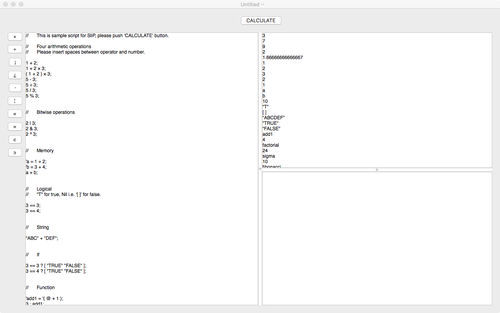 Untitled
CALCULATE
// This is sample script for SIIP, please push 'CALCULATE' button.
// Four arithmetic operations
// Please insert spaces between operator and number.
1 + 2;
1 + 2 × 3;
( 1 + 2 ) × 3;
5 - 3;
5 ÷ 3;
5 / 3;
5 % 3;
// Bitwise operations
2 | 3;
2 & 3;
2 ^ 3;
// Memory
'a = 1 + 2;
'b = 3 + 4;
a + b;
// Logical
// "T" for true, Nil i.e. '[ ]' for false.
3 == 3;
3 == 4;
// String
"ABC" + "DEF";
// If
3 == 3 ? [ "TRUE" "FALSE" ];
3 == 4 ? [ "TRUE" "FALSE" ];
// Function
'add1 = '( @ + 1 );
3 : add1;
3
7
9
2
1.66666666666667
1
2
3
2
1
a
b
10
"T"
[ ]
"ABCDEF"
"TRUE"
"FALSE"
add1
4
factorial
24
sigma
10
fibonacci